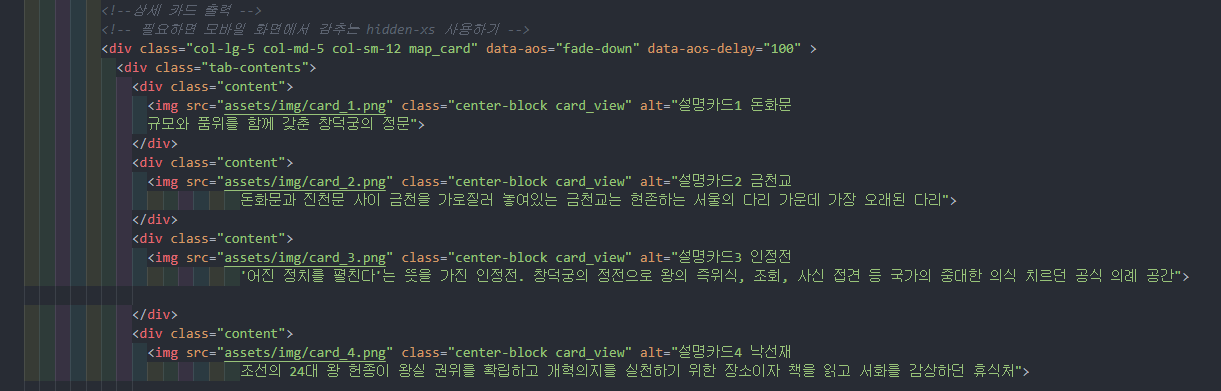 <!--상세 카드 출력 -->
<!-- 필요하면 모바일 화면에서 감추는 hidden-xs 사용하기 -->
<div class="col-lg-5 col-md-5 col-sm-12 map_card" data-aos="fade-down" data-aos-delay="100" >
<div class="tab-contents">
<div class="content">
<img src="assets/img/card_1.png" class="center-block card_view" alt="설명카드1 돈화문
규모와 품위를 함께 갖춘 창덕궁의 정문">
</div>
<div class="content">
<img src="assets/img/card_2.png" class="center-block card_view" alt="설명카드2 금천교
돈화문과 진천문 사이 금천을 가로질러 놓여있는 금천교는 현존하는 서울의 다리 가운데 가장 오래된 다리">
</div>
<div class="content">
<img src="assets/img/card_3.png" class="center-block card_view" alt="설명카드3 인정전
'어진 정치를 펼친다'는 뜻을 가진 인정전. 창덕궁의 정전으로 왕의 즉위식, 조회, 사신 접견 등 국가의 중대한 의식 치르던 공식 의례 공간">
</div>
<div class="content">
<img src="assets/img/card_4.png" class="center-block card_view" alt="설명카드4 낙선재
조선의 24대 왕 헌종이 왕실 권위를 확립하고 개혁의지를 실천하기 위한 장소이자 책을 읽고 서화를 감상하던 휴식처">